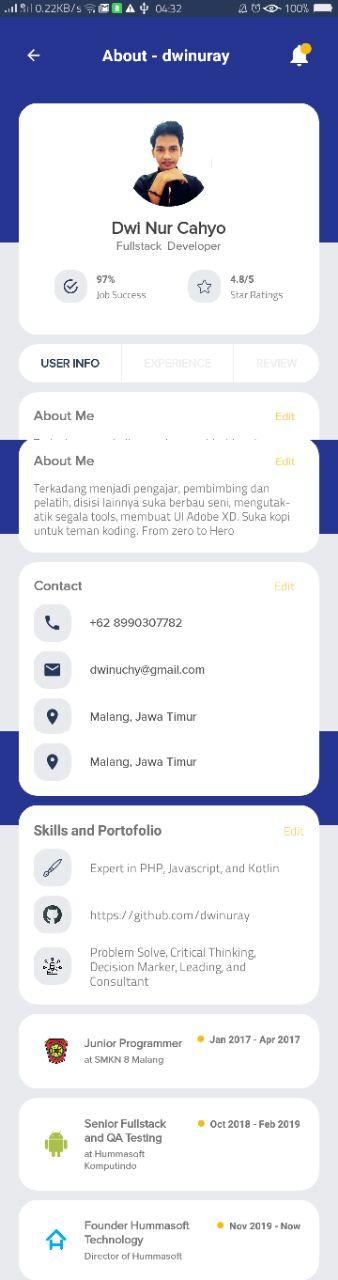 0.22KB/s 04:32 100%
About - dwinuray
Dwi Nur Cahyo
Fullstack Developer
97%
Job Success
4.8/5
Star Ratings
USER INFO EXPERIENCE REVIEW
About Me Edit
About Me Edit
Terkadang menjadi pengajar, pembimbing dan
pelatih, disisi lainnya suka berbau seni, mengutak-
atik segala tools, membuat UI Adobe XD. Suka kopi
untuk teman koding. From zero to Hero
Contact Edit
+62 8990307782
dwinuchy@gmail.com
Malang, Jawa Timur
Malang, Jawa Timur
Skills and Portofolio Edit
Expert in PHP, Javascript, and Kotlin
https://github.com/dwinuray
Problem Solve, Critical Thinking,
Decision Marker, Leading, and
Consultant
Junior Programmer Jan 2017 - Apr 2017
at SMKN 8 Malang
Senior Fullstack Oct 2018 - Feb 2019
and QA Testing
at Hummasoft
Komputindo
Founder Hummasoft Nov 2019 - Now
Technology
Director of Hummasoft